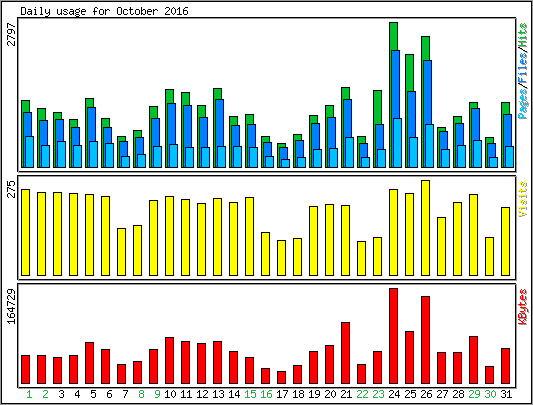 Daily usage for October 2016
2797
Pages/Files/Hits
275
Visits
164729
KBytes
1 2 3 4 5 6 7 8 9 10 11 12 13 14 15 16 17 18 19 20 21 22 23 24 25 26 27 28 29 30 31